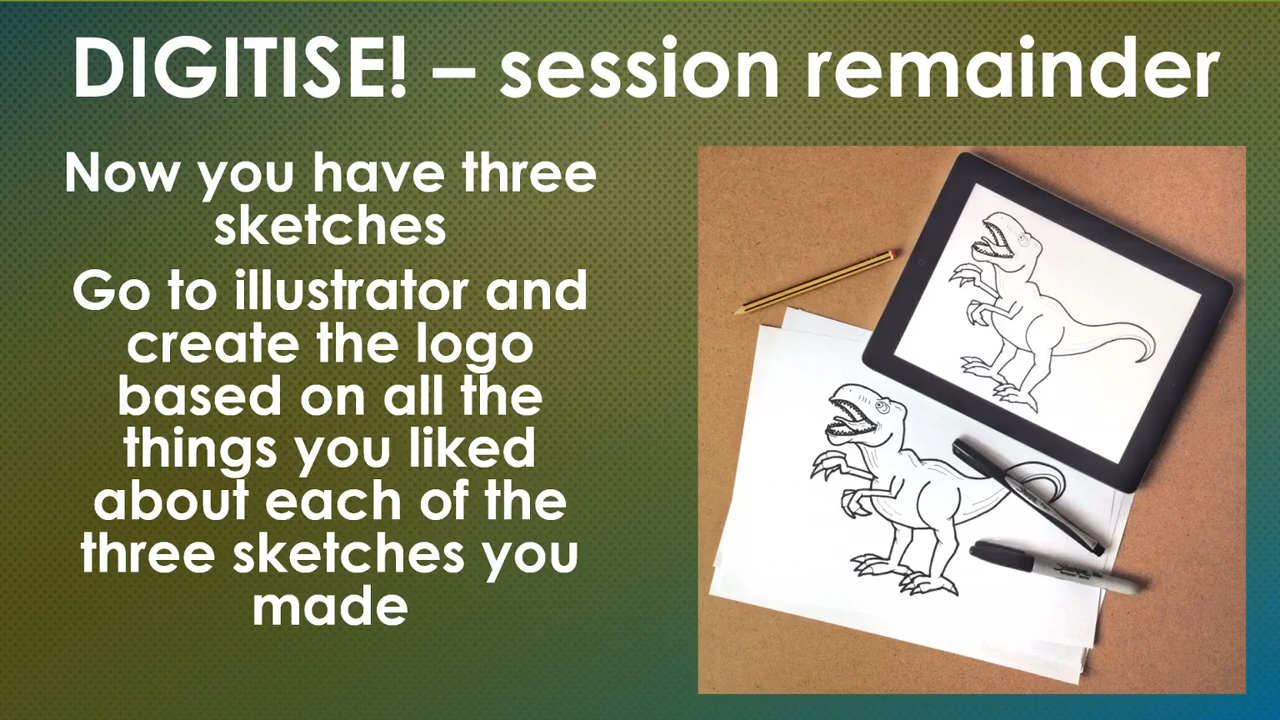 DIGITISE! – session remainder
Now you have three
sketches
Go to illustrator and
create the logo
based on all the
things you liked
about each of the
three sketches you
made
Sharpie